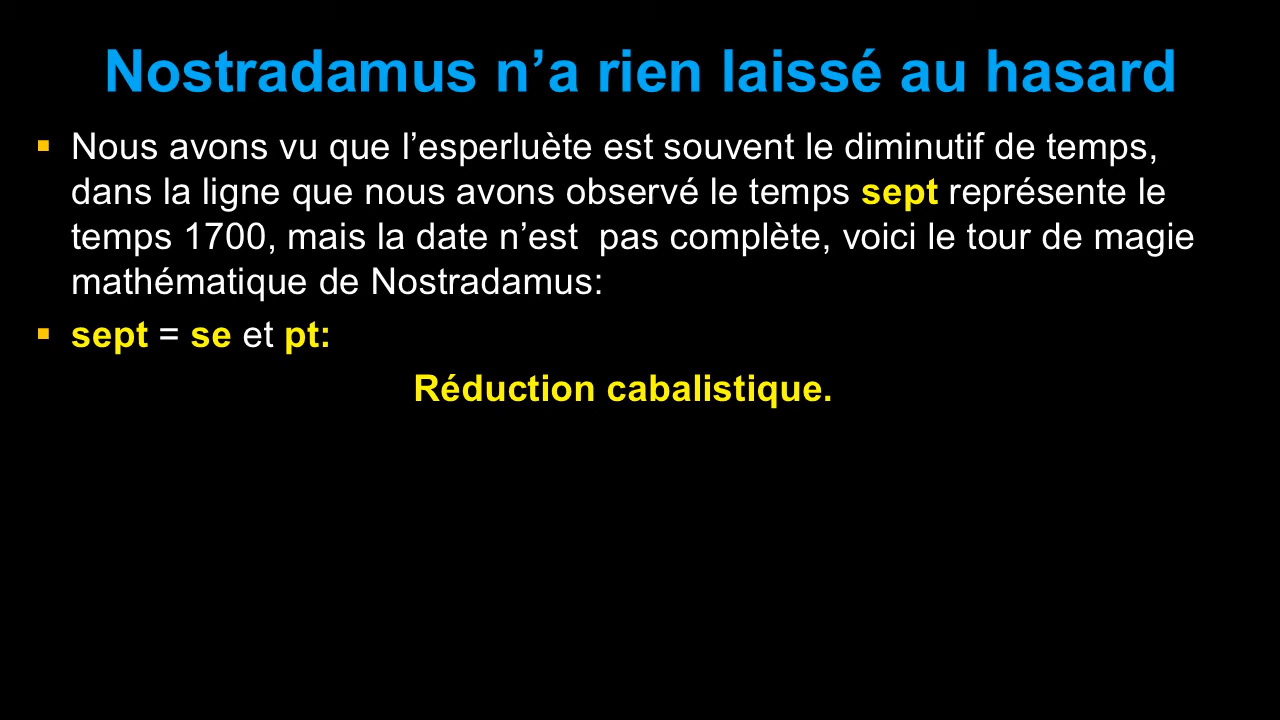 Nostradamus n’a rien laissé au hasard
▪ Nous avons vu que l’esperluète est souvent le diminutif de temps,
dans la ligne que nous avons observé le temps sept représente le
temps 1700, mais la date n’est  pas complète, voici le tour de magie
mathématique de Nostradamus:
▪ sept = se et pt:
Réduction cabalistique.